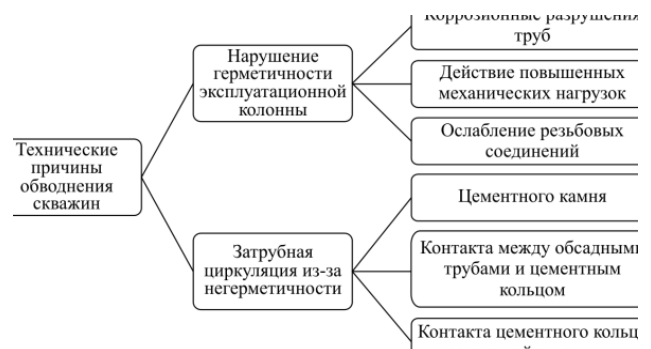 Технические
причины
обводнения
скважин
Нарушение
герметичности
эксплуатационной
колонны
Затрубная
циркуляция из-за
негерметичности
Коррозионные разрушения
труб
Действие повышенных
механических нагрузок
Ослабление резьбовых
соединений
Цементного камня
Контакта между обсадными
трубами и цементным
кольцом
Контакта цементного